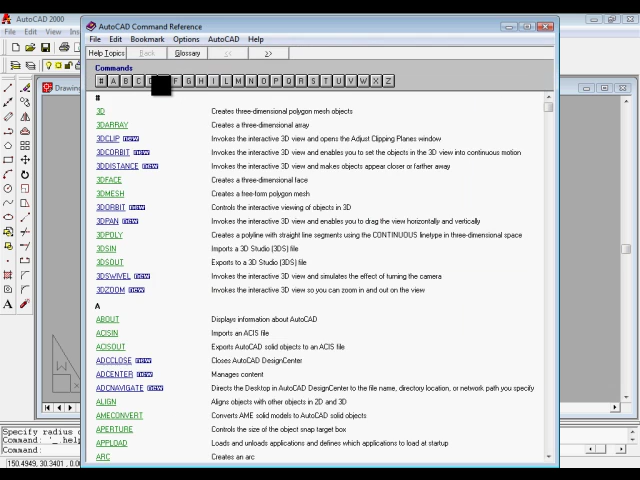 AutoCAD 2000
AutoCAD Command Reference
File Edit View Ins
File Edit Bookmark Options AutoCAD Help
Help Topics Back Glossary << >>
Commands
# A B C D F G H I L M N O P Q R S T U V W X Z
Drawin
#
3D Creates three-dimensional polygon mesh objects
3DARRAY Creates a three-dimensional array
3DCLIP new Invokes the interactive 3D view and opens the Adjust Clipping Planes window
3DCORBIT new Invokes the interactive 3D view and enables you to set the objects in the 3D view into continuous motion
3DDISTANCE new Invokes the interactive 3D view and makes objects appear closer or farther away
3DFACE Creates a three-dimensional face
3DMESH Creates a free-form polygon mesh
3DORBIT new Controls the interactive viewing of objects in 3D
3DPAN new Invokes the interactive 3D view and enables you to drag the view horizontally and vertically
3DPOLY Creates a polyline with straight line segments using the CONTINUOUS linetype in three-dimensional space
3DSIN Imports a 3D Studio (3DS) file
3DSOUT Exports to a 3D Studio (3DS) file
3DSWIVEL new Invokes the interactive 3D view and simulates the effect of turning the camera
3DZOOM new Invokes the interactive 3D view so you can zoom in and out on the view
A
ABOUT Displays information about AutoCAD
ACISIN Imports an ACIS file
ACISOUT Exports AutoCAD solid objects to an ACIS file
ADCCLOSE new Closes AutoCAD DesignCenter
ADCENTER new Manages content
ADCNAVIGATE new Directs the Desktop in AutoCAD DesignCenter to the file name, directory location, or network path you specify
ALIGN Aligns objects with other objects in 2D and 3D
AMECONVERT Converts AME solid models to AutoCAD solid objects
APERTURE Controls the size of the object snap target box
APPLOAD Loads and unloads applications and defines which applications to load at startup
ARC Creates an arc
W
A
Specify radius o
Command: '_ help
Command:
150.4949, 30.3401 , 0.0